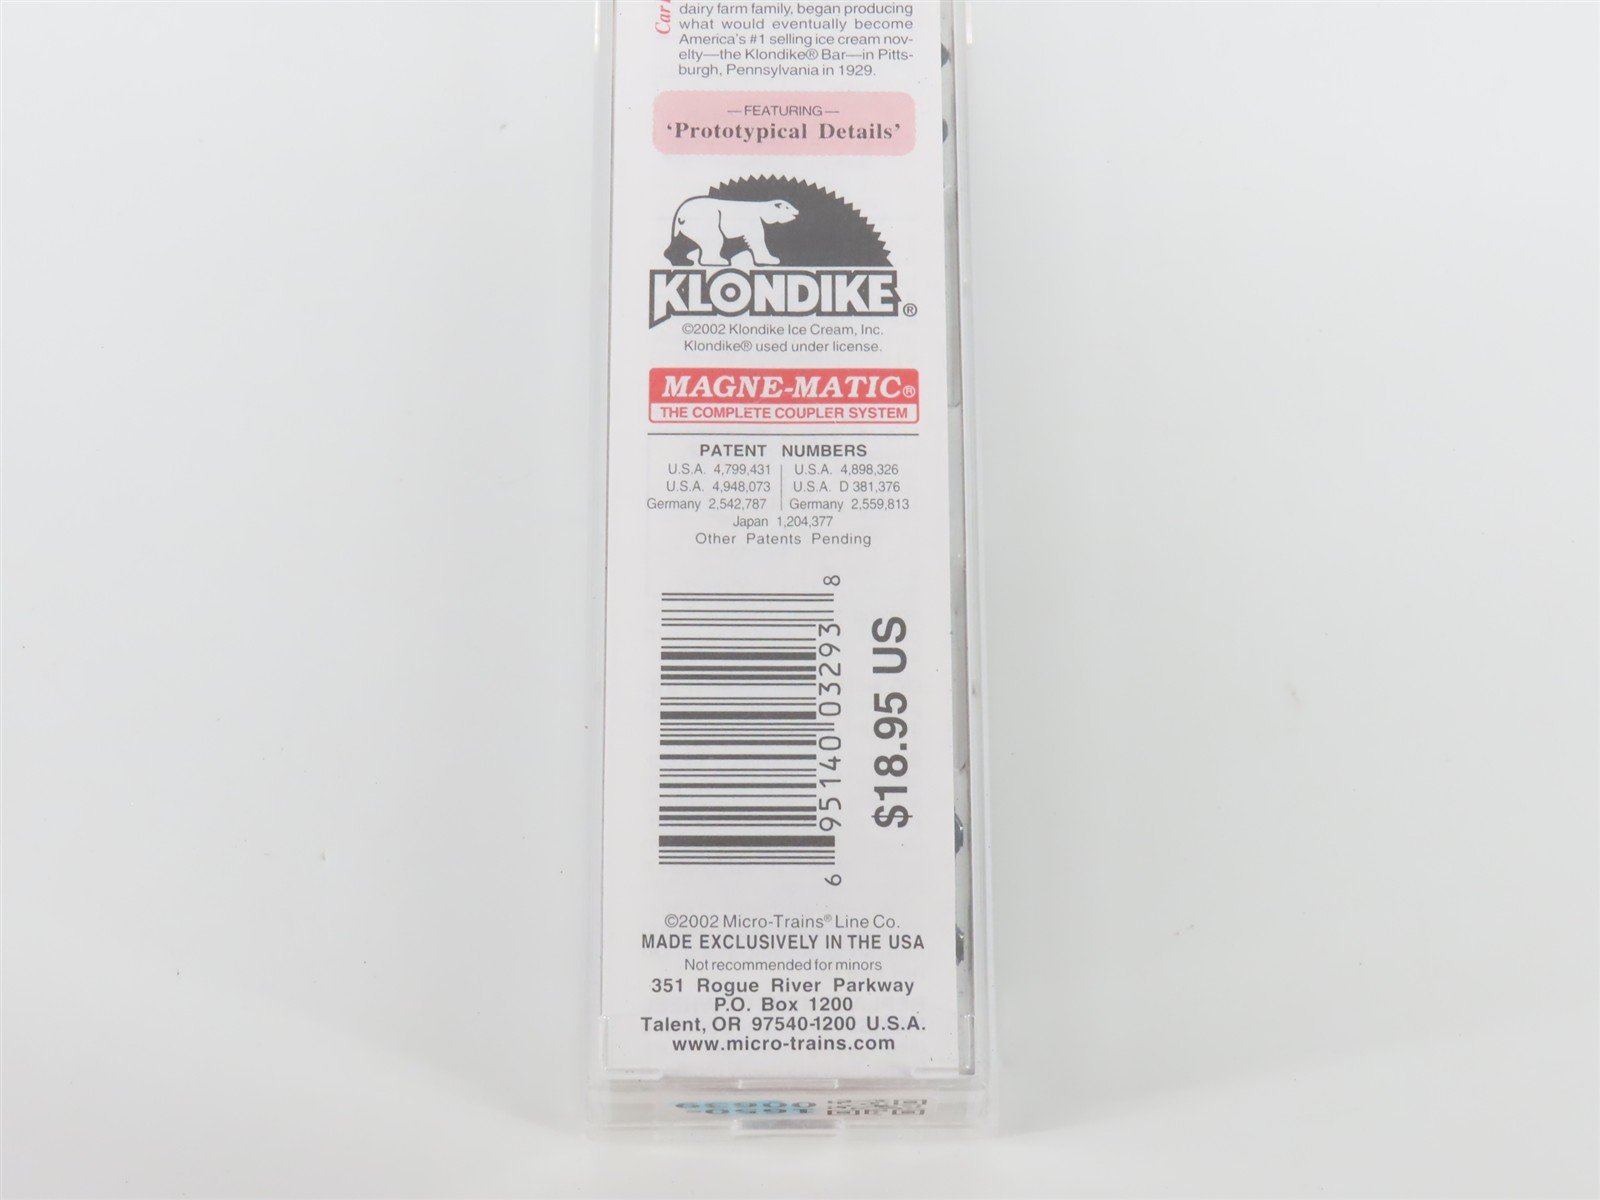 Car
dairy farm family, began producing
what would eventually become
America's #1 selling ice cream nov-
elty—the Klondike® Bar—in Pitts-
burgh, Pennsylvania in 1929.
—FEATURING—
'Prototypical Details'
KLONDIKE®
©2002 Klondike Ice Cream, Inc.
Klondike® used under license.
MAGNE-MATIC®
THE COMPLETE COUPLER SYSTEM
PATENT NUMBERS
U.S.A. 4,799,431 | U.S.A. 4,898,326
U.S.A. 4,948,073 | U.S.A. D 381,376
Germany 2,542,787 | Germany 2,559,813
Japan 1,204,377
Other Patents Pending
6 95140 03293 8
$18.95 US
©2002 Micro-Trains® Line Co.
MADE EXCLUSIVELY IN THE USA
Not recommended for minors
351 Rogue River Parkway
P.O. Box 1200
Talent, OR 97540-1200 U.S.A.
www.micro-trains.com